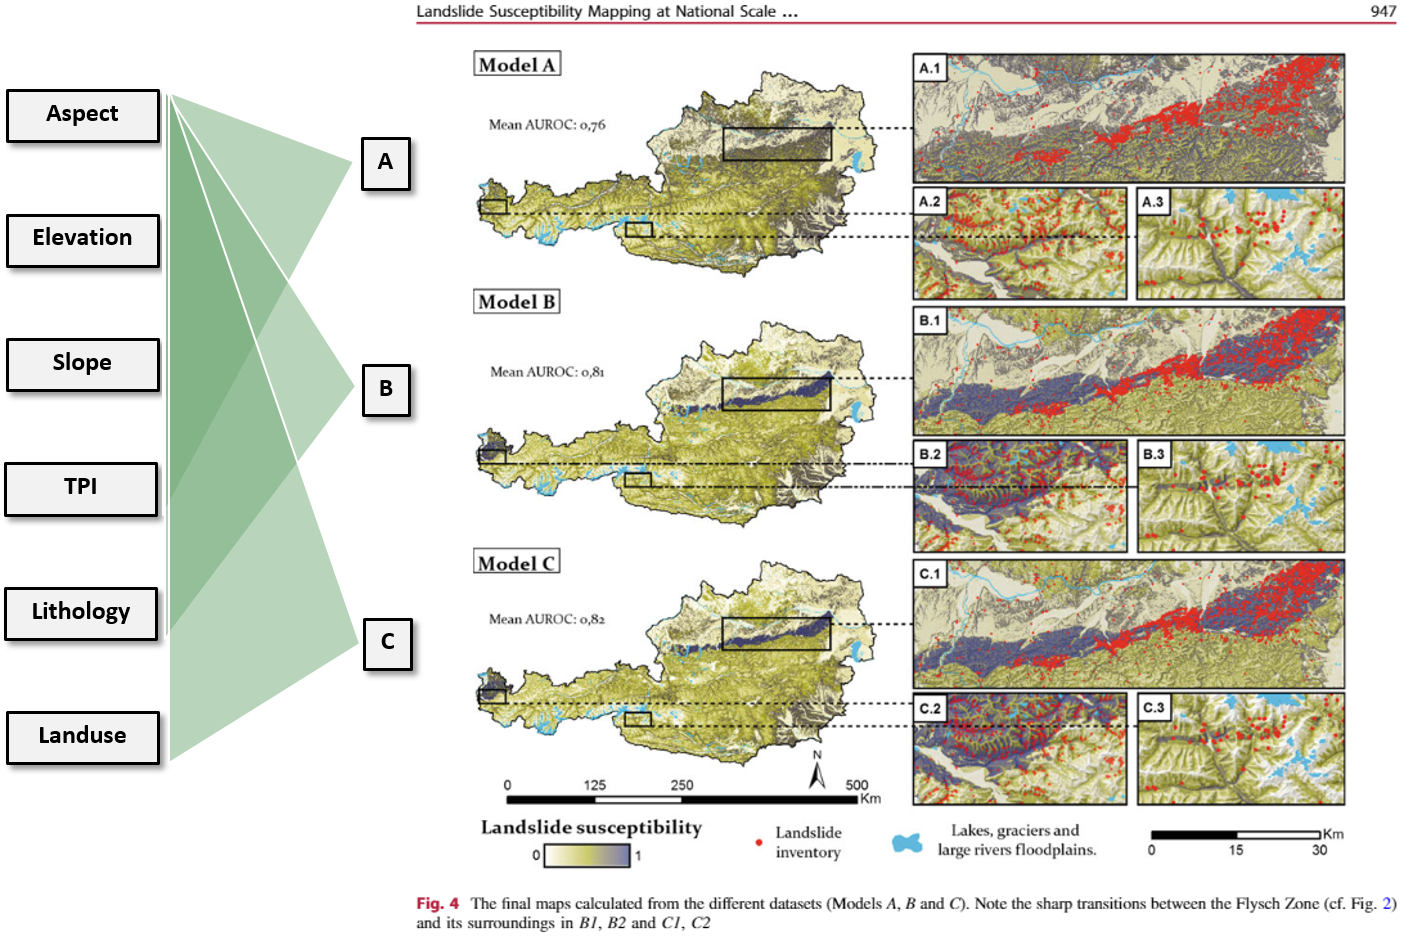 Landslide Susceptibility Mapping at National Scale ...
947
Aspect
Elevation
Slope
TPI
Lithology
Landuse
A
B
C
Model A
Mean AUROC: 0,76
A.1
A.2
A.3
Model B
Mean AUROC: 0,81
B.1
B.2
B.3
Model C
Mean AUROC: 0,82
C.1
C.2
C.3
N
0 125 250 500
Km
Landslide susceptibility
0 1
Landslide
inventory
Lakes, graciers and
large rivers floodplains.
Km
0 15 30
Fig. 4 The final maps calculated from the different datasets (Models A, B and C). Note the sharp transitions between the Flysch Zone (cf. Fig. 2)
and its surroundings in B1, B2 and C1, C2